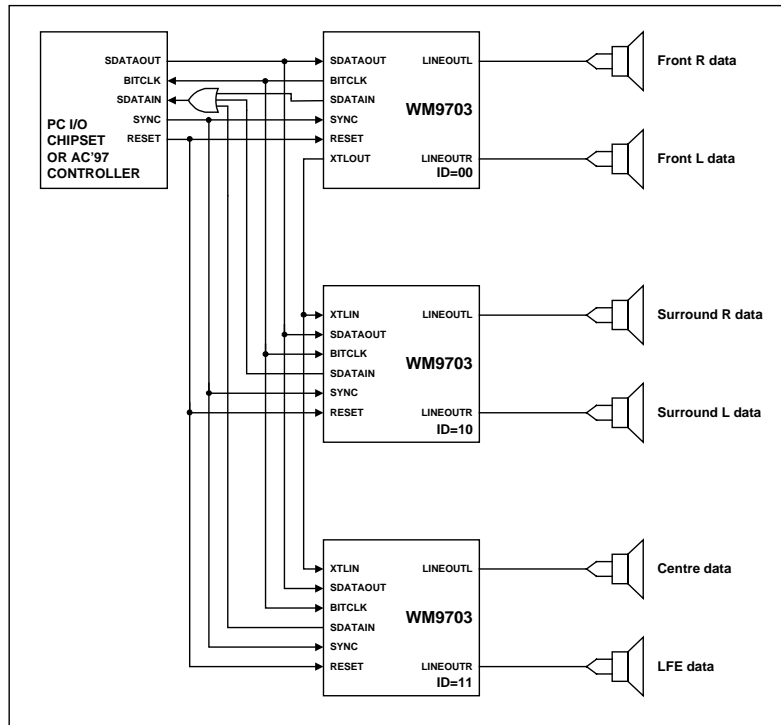 SDATAOUT
BITCLK
SDATAIN
SYNC
RESET
PC I/O
CHIPSET
OR AC'97
CONTROLLER
SDATAOUT
BITCLK
SDATAIN
SYNC
RESET
XTLOUT
LINEOUTL
WM9703
LINEOUTR
ID=00
Front R data
Front L data
XTLIN
SDATAOUT
BITCLK
SDATAIN
SYNC
RESET
LINEOUTL
WM9703
LINEOUTR
ID=10
Surround R data
Surround L data
XTLIN
SDATAOUT
BITCLK
SDATAIN
SYNC
RESET
LINEOUTL
WM9703
LINEOUTR
ID=11
Centre data
LFE data